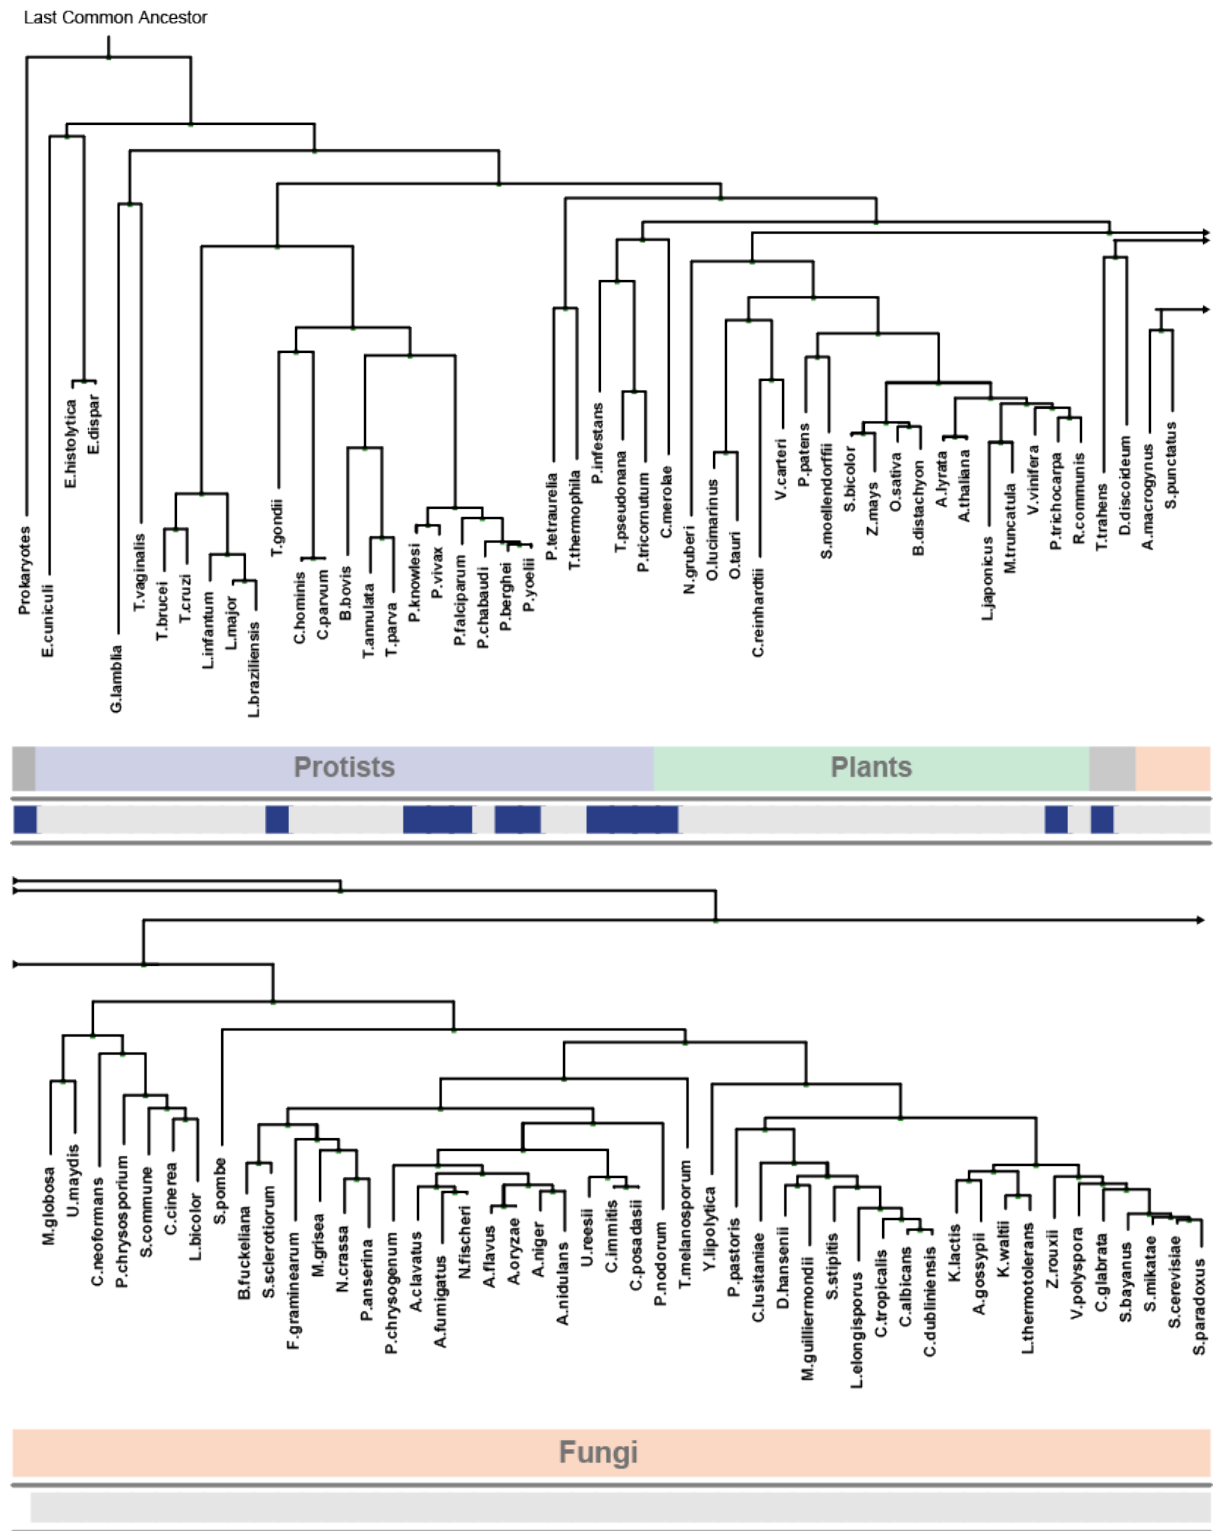 Last Common Ancestor
Prokaryotes
E.cuniculi
E.histolytica
E.dispar
G.lamblia
T.vaginalis
T.brucei
T.cruzi
L.infantum
L.major
L.braziliensis
T.gondii
C.hominis
C.parvum
B.bovis
T.annulata
T.parva
P.knowlesi
P.vivax
P.falciparum
P.chabaudi
P.berghei
P.yoelii
P.tetraurelia
T.thermophila
P.infestans
T.pseudonana
P.tricornutum
C.merolae
N.gruberi
O.lucimarinus
O.tauri
C.reinhardtii
V.carteri
P.patens
S.moellendorffii
S.bicolor
Z.mays
O.sativa
B.distachyon
A.lyrata
A.thaliana
L.japonicus
M.truncatula
V.vinifera
P.trichocarpa
R.communis
T.trahens
D.discoideum
A.macrogynus
S.punctatus
Protists
Plants
M.globosa
U.maydis
C.neoformans
P.chrysosporium
S.commune
C.cinerea
L.bicolor
S.pombe
B.fuckeliana
S.sclerotiorum
F.graminearum
M.grisea
N.crassa
P.anserina
P.chrysogenum
A.clavatus
A.fumigatus
N.fischeri
A.flavus
A.oryzae
A.niger
A.nidulans
U.reesii
C.immitis
C.posadasii
P.nodorum
T.melanosporum
Y.lipolytica
P.pastoris
C.lusitaniae
D.hansenii
M.guilliermondii
S.stipitis
L.elongisporus
C.tropicalis
C.albicans
C.dubliniensis
K.lactis
A.gossypii
K.waltii
L.thermotolerans
Z.rouxii
V.polyspora
C.glabrata
S.bayanus
S.mikatae
S.cerevisiae
S.paradoxus
Fungi